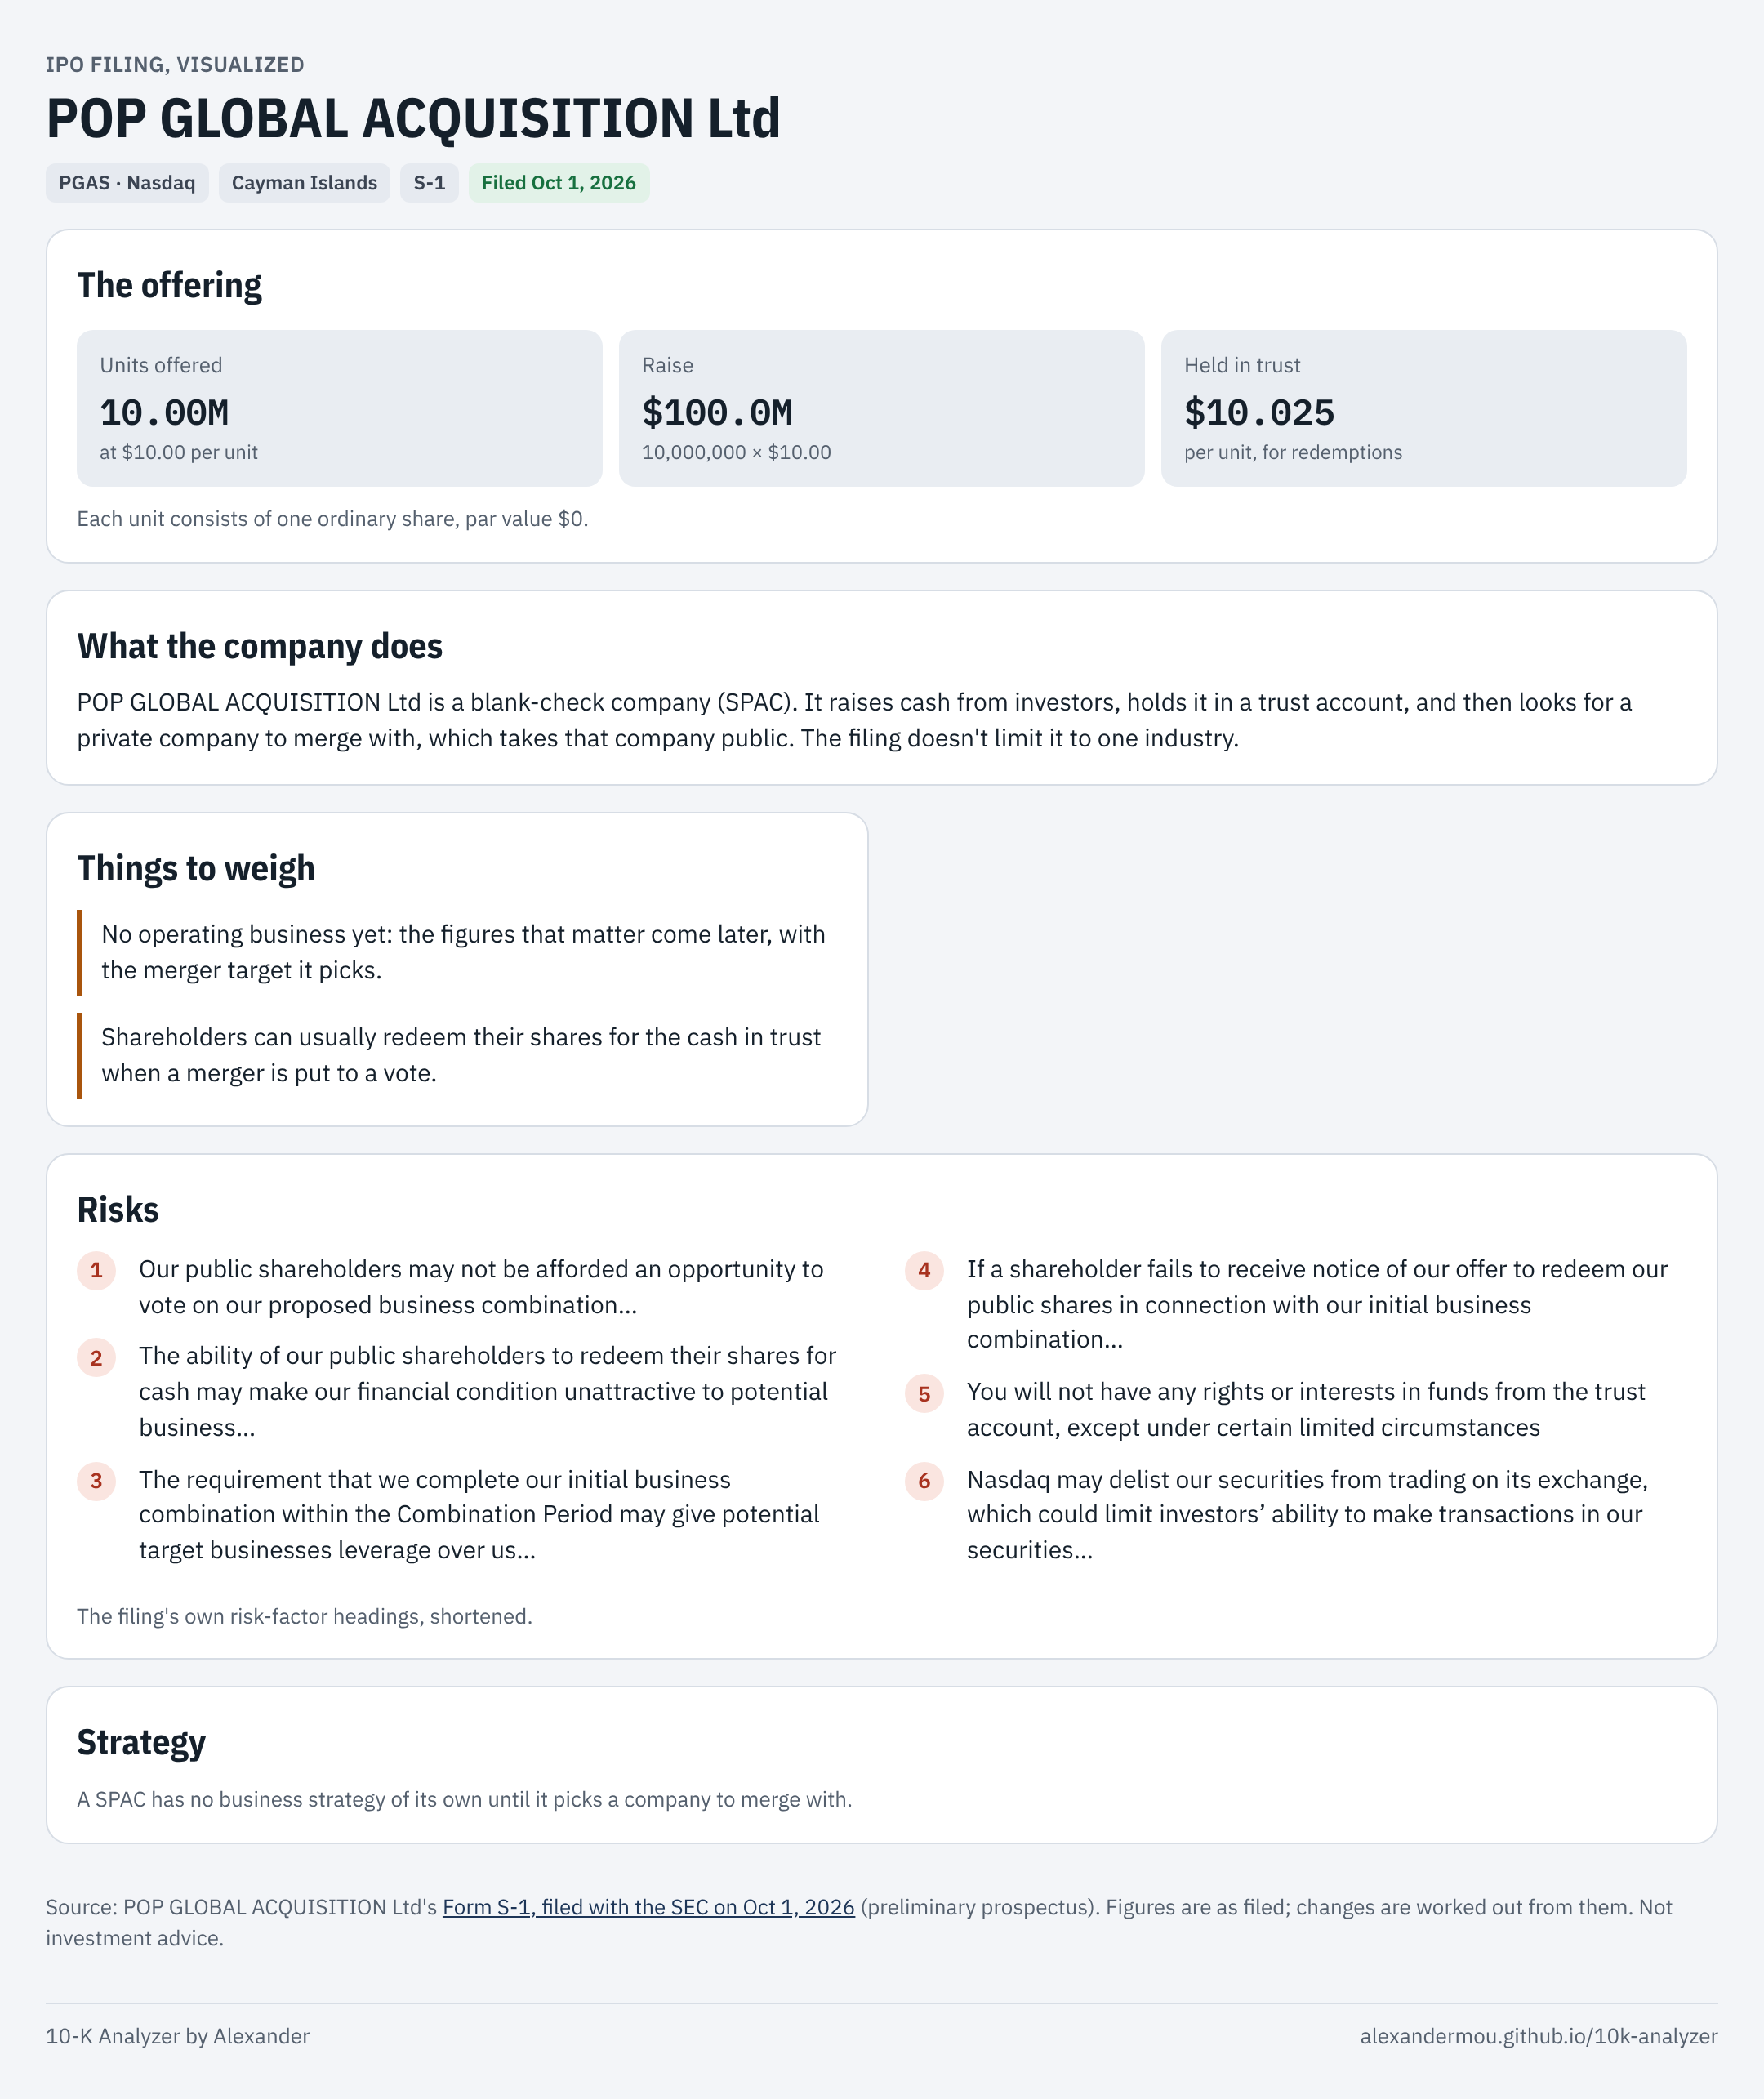 IPO FILING, VISUALIZED
POP GLOBAL ACQUISITION Ltd
PGAS · Nasdaq
Cayman Islands
S-1
Filed Oct 1, 2026
The offering
Units offered
10.00M
at $10.00 per unit
Raise
$100.0M
10,000,000 × $10.00
Held in trust
$10.025
per unit, for redemptions
Each unit consists of one ordinary share, par value $0.
What the company does
POP GLOBAL ACQUISITION Ltd is a blank-check company (SPAC). It raises cash from investors, holds it in a trust account, and then looks for a
private company to merge with, which takes that company public. The filing doesn't limit it to one industry.
Things to weigh
No operating business yet: the figures that matter come later, with
the merger target it picks.
Shareholders can usually redeem their shares for the cash in trust
when a merger is put to a vote.
Risks
1
Our public shareholders may not be afforded an opportunity to
vote on our proposed business combination…
2
The ability of our public shareholders to redeem their shares for
cash may make our financial condition unattractive to potential
business…
3
The requirement that we complete our initial business
combination within the Combination Period may give potential
target businesses leverage over us…
4
If a shareholder fails to receive notice of our offer to redeem our
public shares in connection with our initial business
combination…
5
You will not have any rights or interests in funds from the trust
account, except under certain limited circumstances
6
Nasdaq may delist our securities from trading on its exchange,
which could limit investors’ ability to make transactions in our
securities…
The filing's own risk-factor headings, shortened.
Strategy
A SPAC has no business strategy of its own until it picks a company to merge with.
Source: POP GLOBAL ACQUISITION Ltd's Form S-1, filed with the SEC on Oct 1, 2026 (preliminary prospectus). Figures are as filed; changes are worked out from them. Not
investment advice.
10-K Analyzer by Alexander
alexandermou.github.io/10k-analyzer